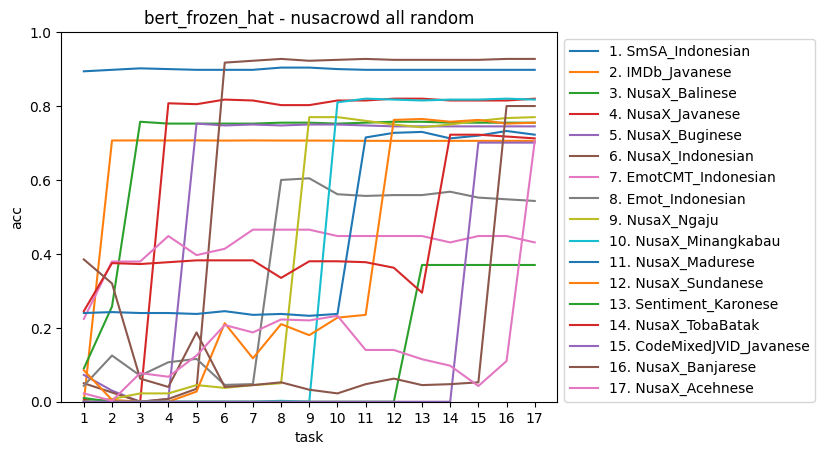 bert_frozen_hat - nusacrowd all random
1.0
0.8
0.6
0.4
0.2
0.0
acc
1 2 3 4 5 6 7 8 9 10 11 12 13 14 15 16 17
task
1. SmSA_Indonesian
2. IMDb_Javanese
3. NusaX_Balinese
4. NusaX_Javanese
5. NusaX_Buginese
6. NusaX_Indonesian
7. EmotCMT_Indonesian
8. Emot_Indonesian
9. NusaX_Ngaju
10. NusaX_Minangkabau
11. NusaX_Madurese
12. NusaX_Sundanese
13. Sentiment_Karonese
14. NusaX_TobaBatak
15. CodeMixedJVID_Javanese
16. NusaX_Banjarese
17. NusaX_Acehnese